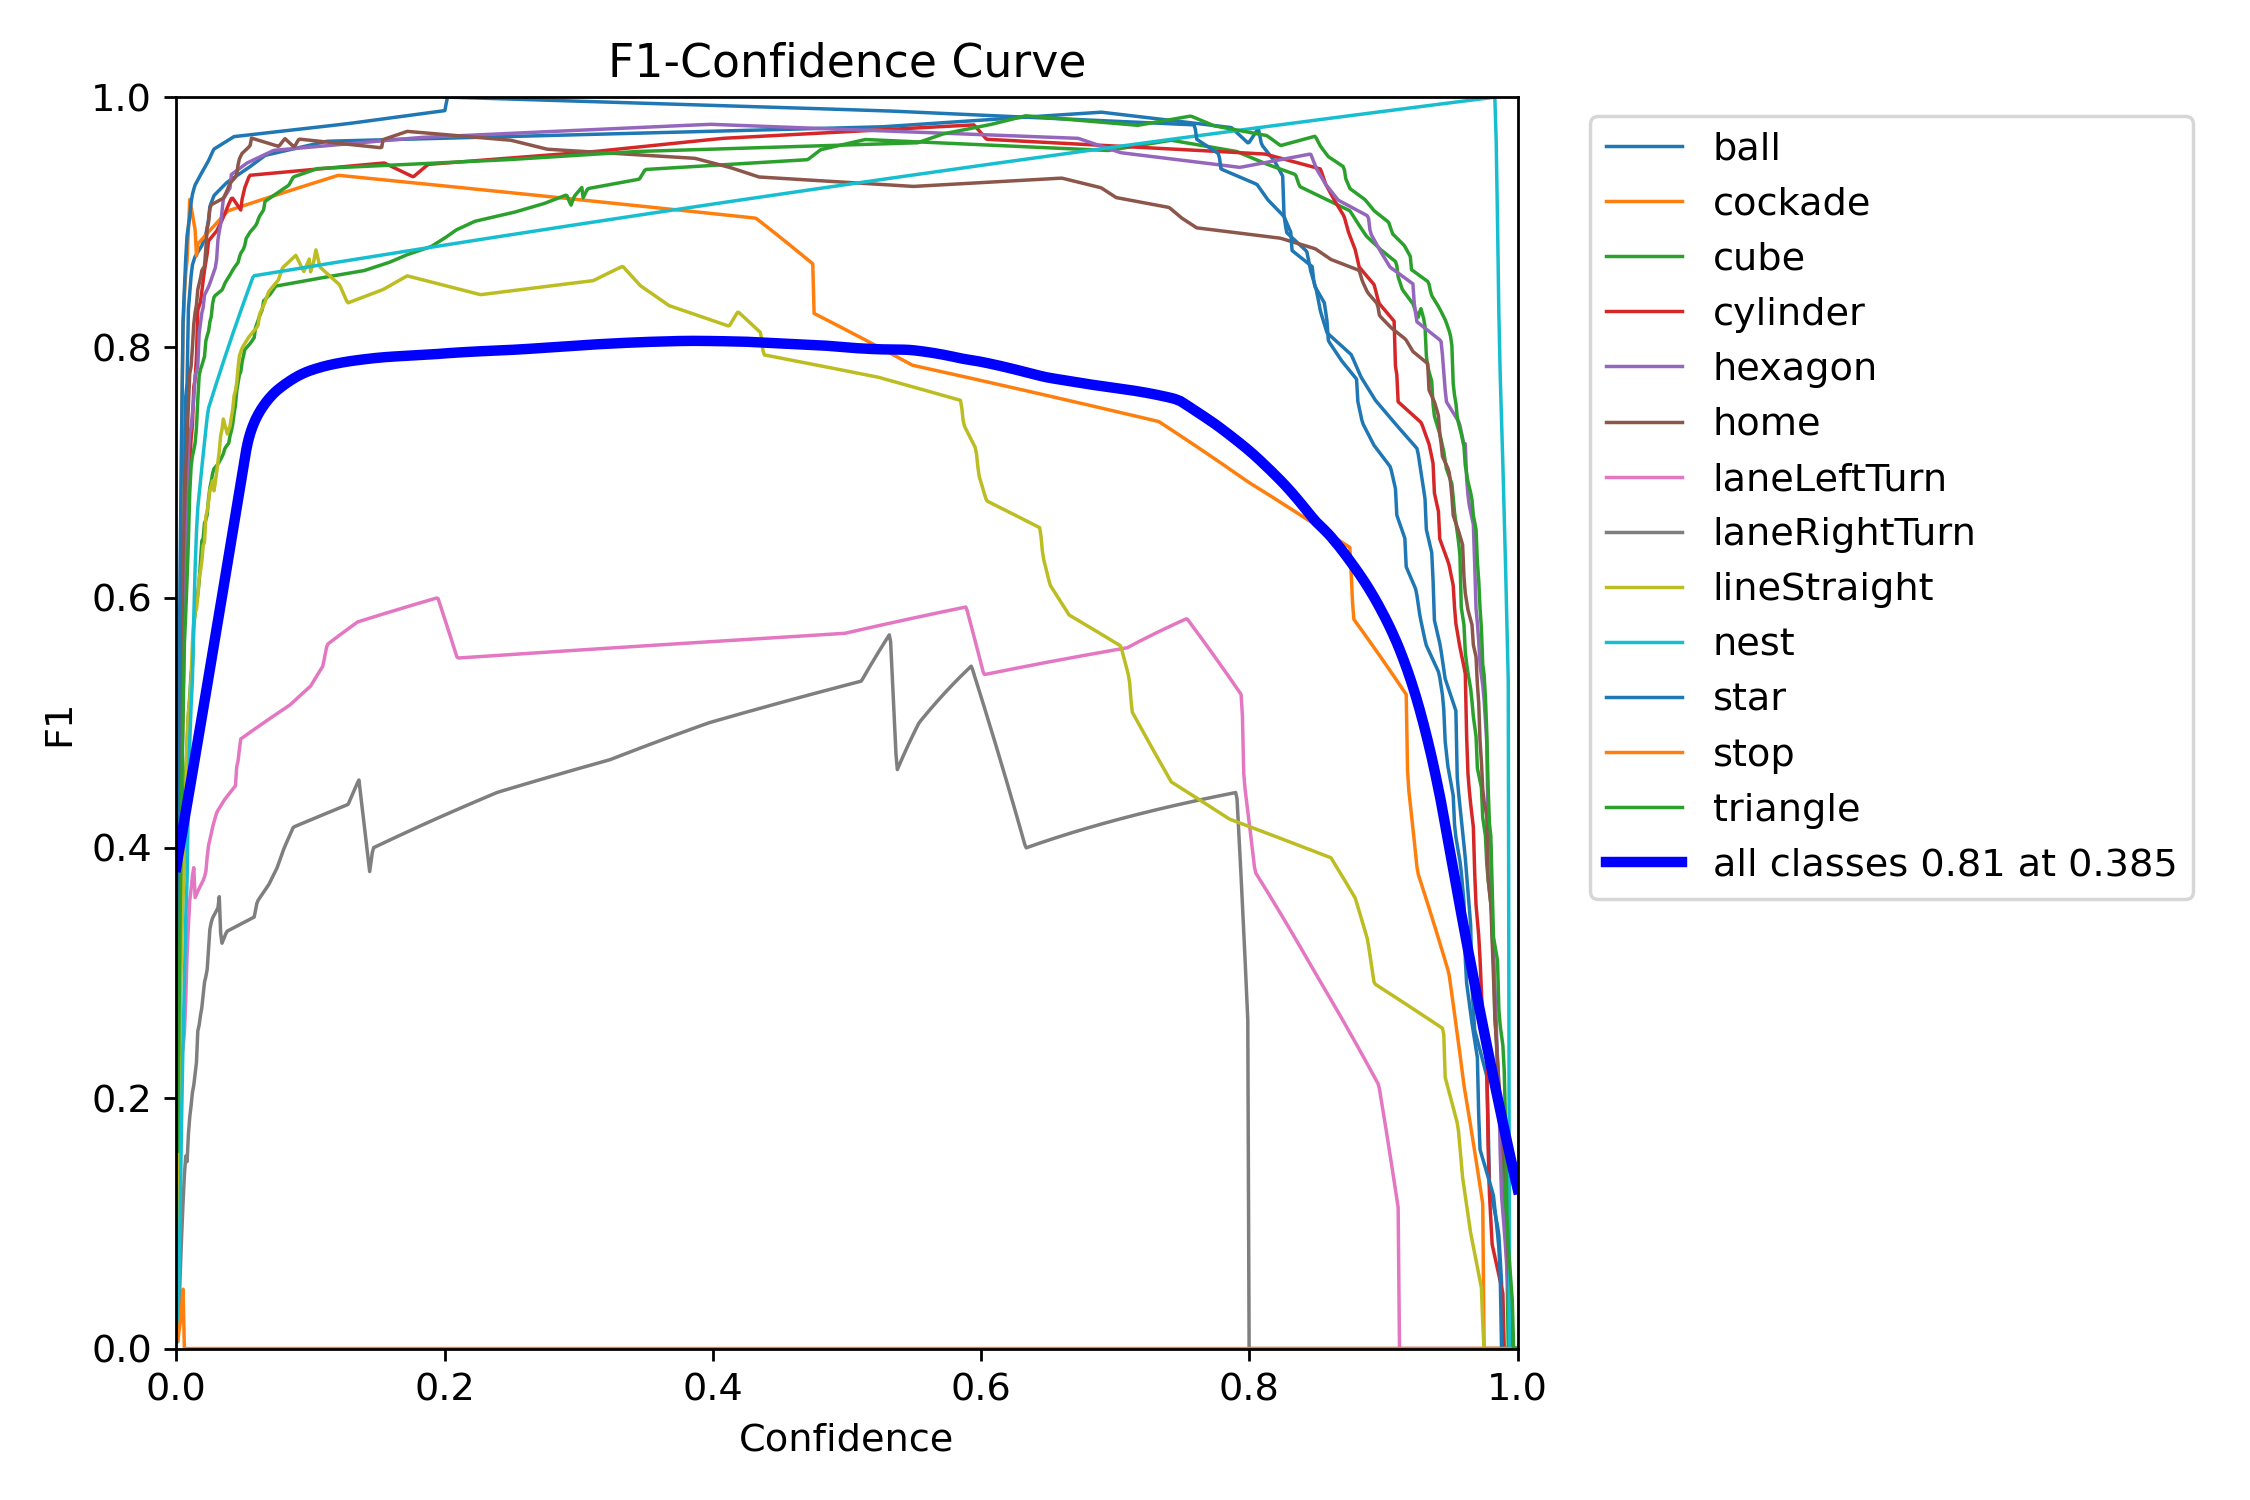 F1-Confidence Curve
1.0
0.8
0.6
0.4
0.2
0.0
F1
0.0 0.2 0.4 0.6 0.8 1.0
Confidence
ball
cockade
cube
cylinder
hexagon
home
laneLeftTurn
laneRightTurn
lineStraight
nest
star
stop
triangle
all classes 0.81 at 0.385